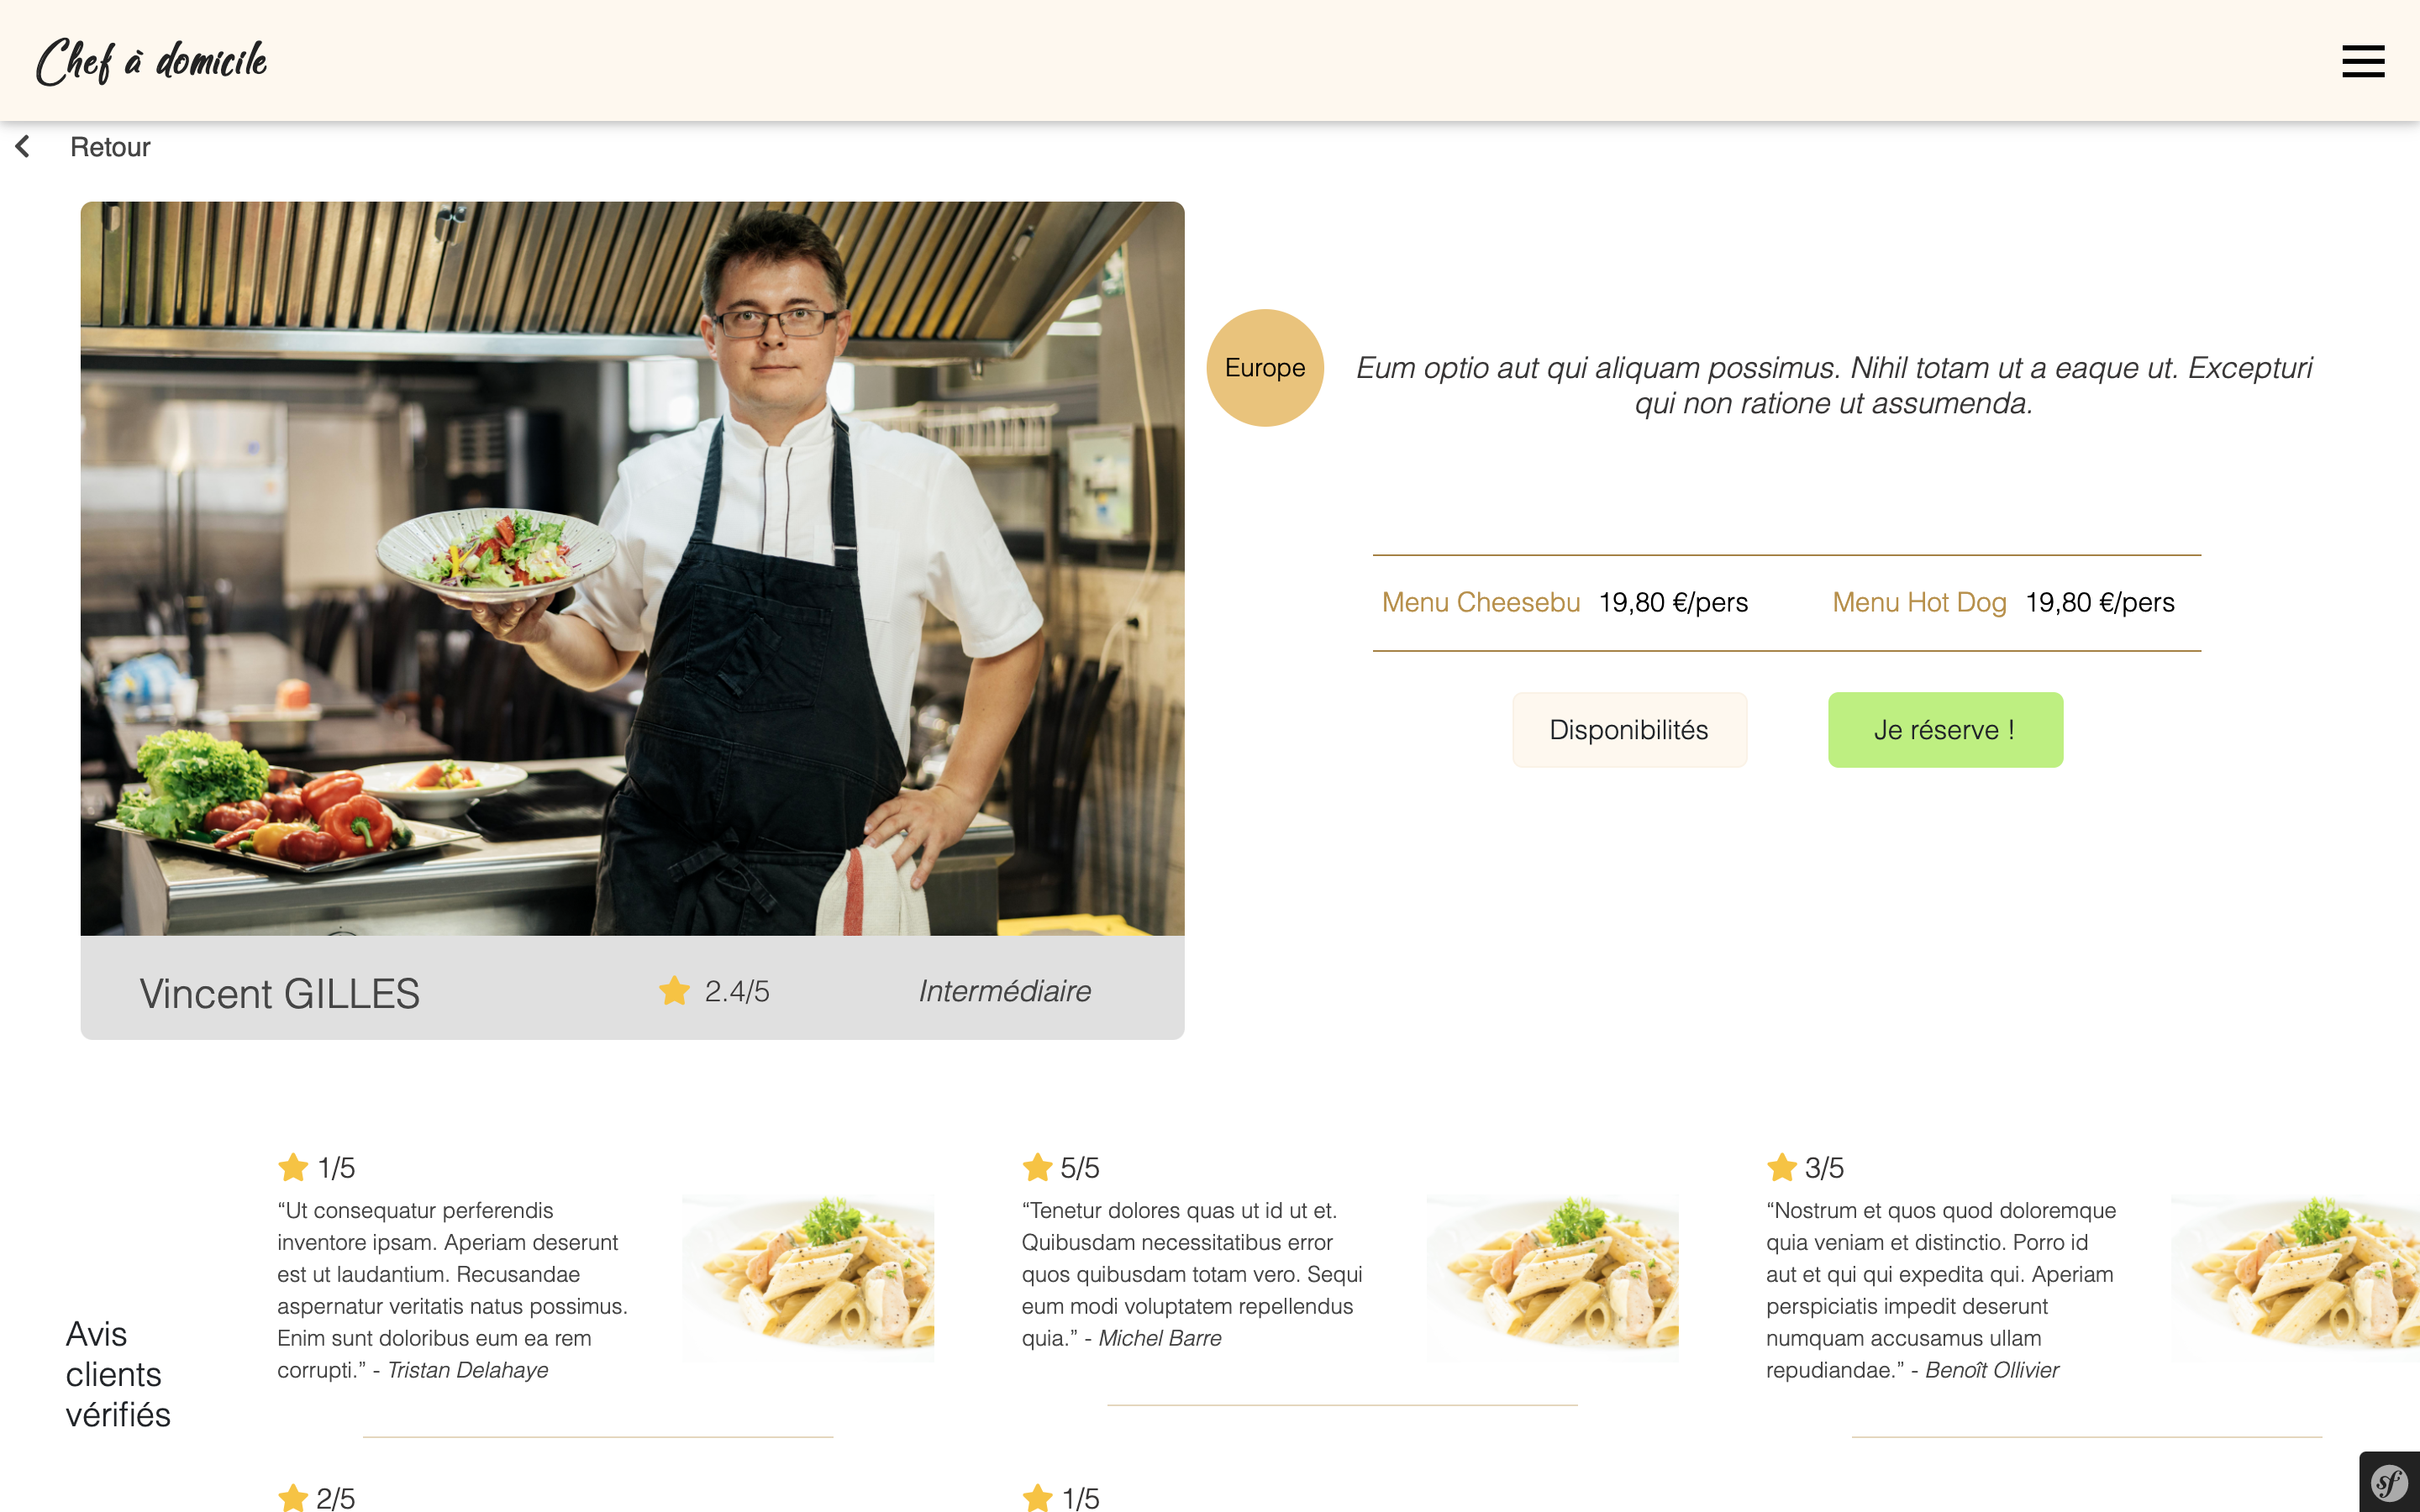 Chef à domicile
Retour
Europe
Eum optio aut qui aliquam possimus. Nihil totam ut a eaque ut. Excepturi
qui non ratione ut assumenda.
Menu Cheesebu 19,80 €/pers Menu Hot Dog 19,80 €/pers
Disponibilités Je réserve !
Vincent GILLES 2.4/5 Intermédiaire
Avis
clients
vérifiés
1/5
“Ut consequatur perferendis
inventore ipsam. Aperiam deserunt
est ut laudantium. Recusandae
aspernatur veritatis natus possimus.
Enim sunt doloribus eum ea rem
corrupti.” - Tristan Delahaye
5/5
“Tenetur dolores quas ut id ut et.
Quibusdam necessitatibus error
quos quibusdam totam vero. Sequi
eum modi voluptatem repellendus
quia.” - Michel Barre
3/5
“Nostrum et quos quod doloremque
quia veniam et distinctio. Porro id
aut et qui qui expedita qui. Aperiam
perspiciatis impedit deserunt
numquam accusamus ullam
repudiandae.” - Benoît Ollivier
2/5
1/5
sf